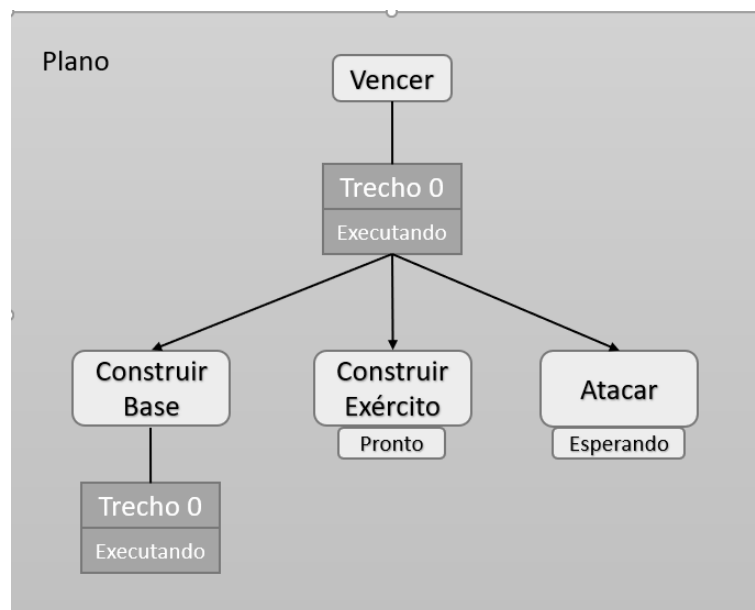 Plano
Vencer
Trecho 0
Executando
Construir
Base
Construir
Exército
Atacar
Pronto
Esperando
Trecho 0
Executando